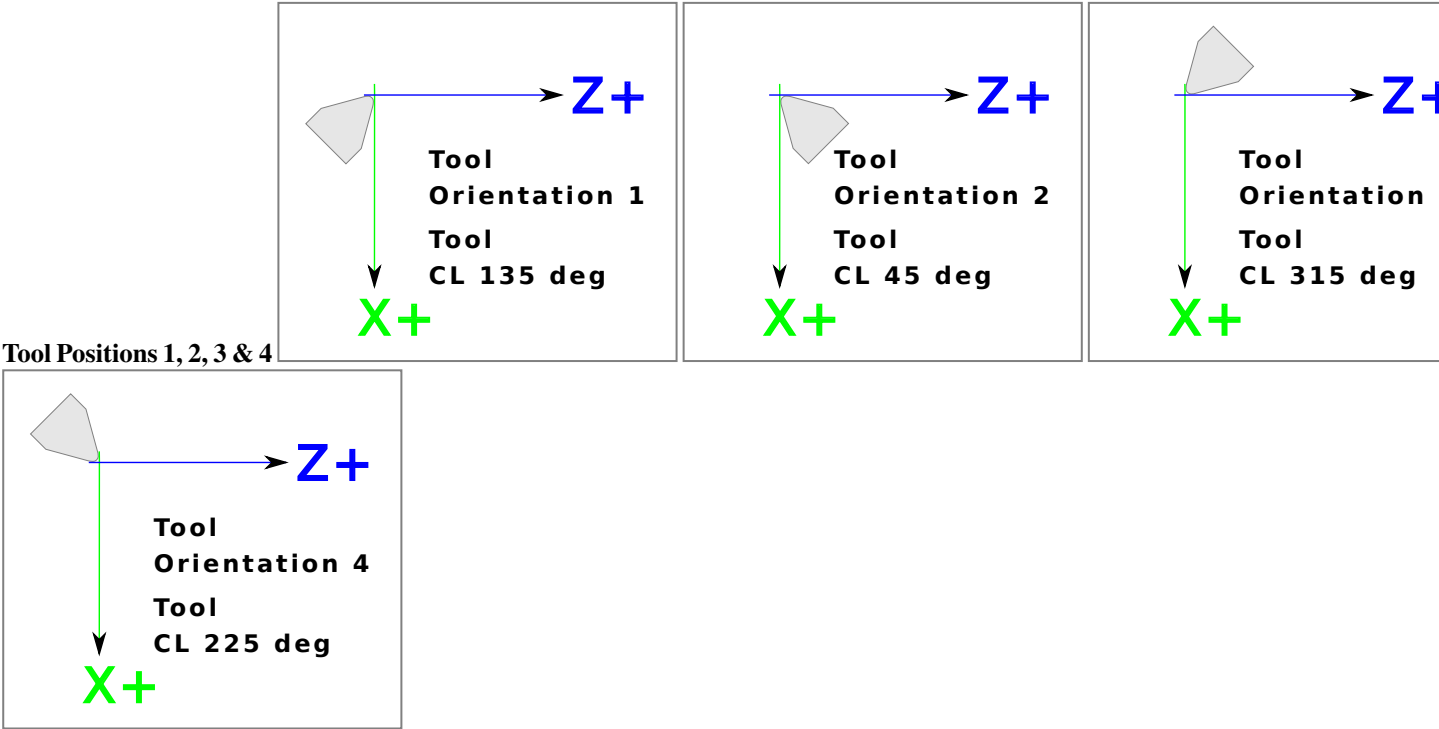 Z+
Tool
Orientation 1
Tool
CL 135 deg
X+
Z+
Tool
Orientation 2
Tool
CL 45 deg
X+
Z+
Tool
Orientation
Tool
CL 315 deg
X+
Tool Positions 1, 2, 3 & 4
Z+
Tool
Orientation 4
Tool
CL 225 deg
X+